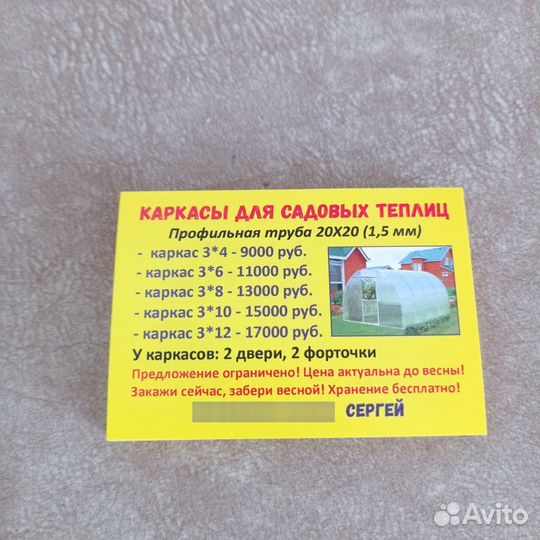 КАРКАСЫ ДЛЯ САДОВЫХ ТЕПЛИЦ
Профильная труба 20Х20 (1,5 мм)
- каркас 3*4 - 9000 руб.
- каркас 3*6 - 11000 руб.
- каркас 3*8 - 13000 руб.
- каркас 3*10 - 15000 руб.
- каркас 3*12 - 17000 руб.
У каркасов: 2 двери, 2 форточки
Предложение ограничено! Цена актуальна до весны!
Закажи сейчас, забери весной! Хранение бесплатно!
СЕРГЕЙ
Avito